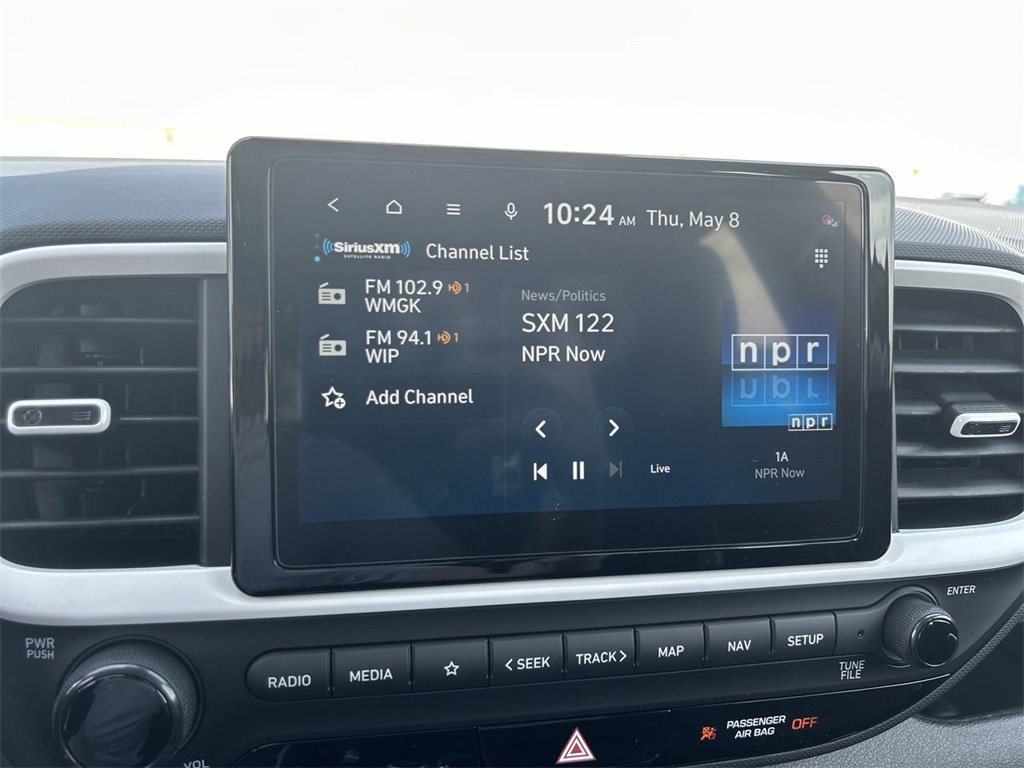 10:24 AM Thu, May 8
((SiriusXM))
SATELLITE RADIO
Channel List
FM 102.9 HD 1
WMGK
FM 94.1 HD 1
WIP
Add Channel
News/Politics
SXM 122
NPR Now
Live
npr
npr
1A
NPR Now
PWR
PUSH
VOL
RADIO
MEDIA
< SEEK
TRACK >
MAP
NAV
SETUP
ENTER
TUNE
FILE
PASSENGER
AIR BAG
OFF